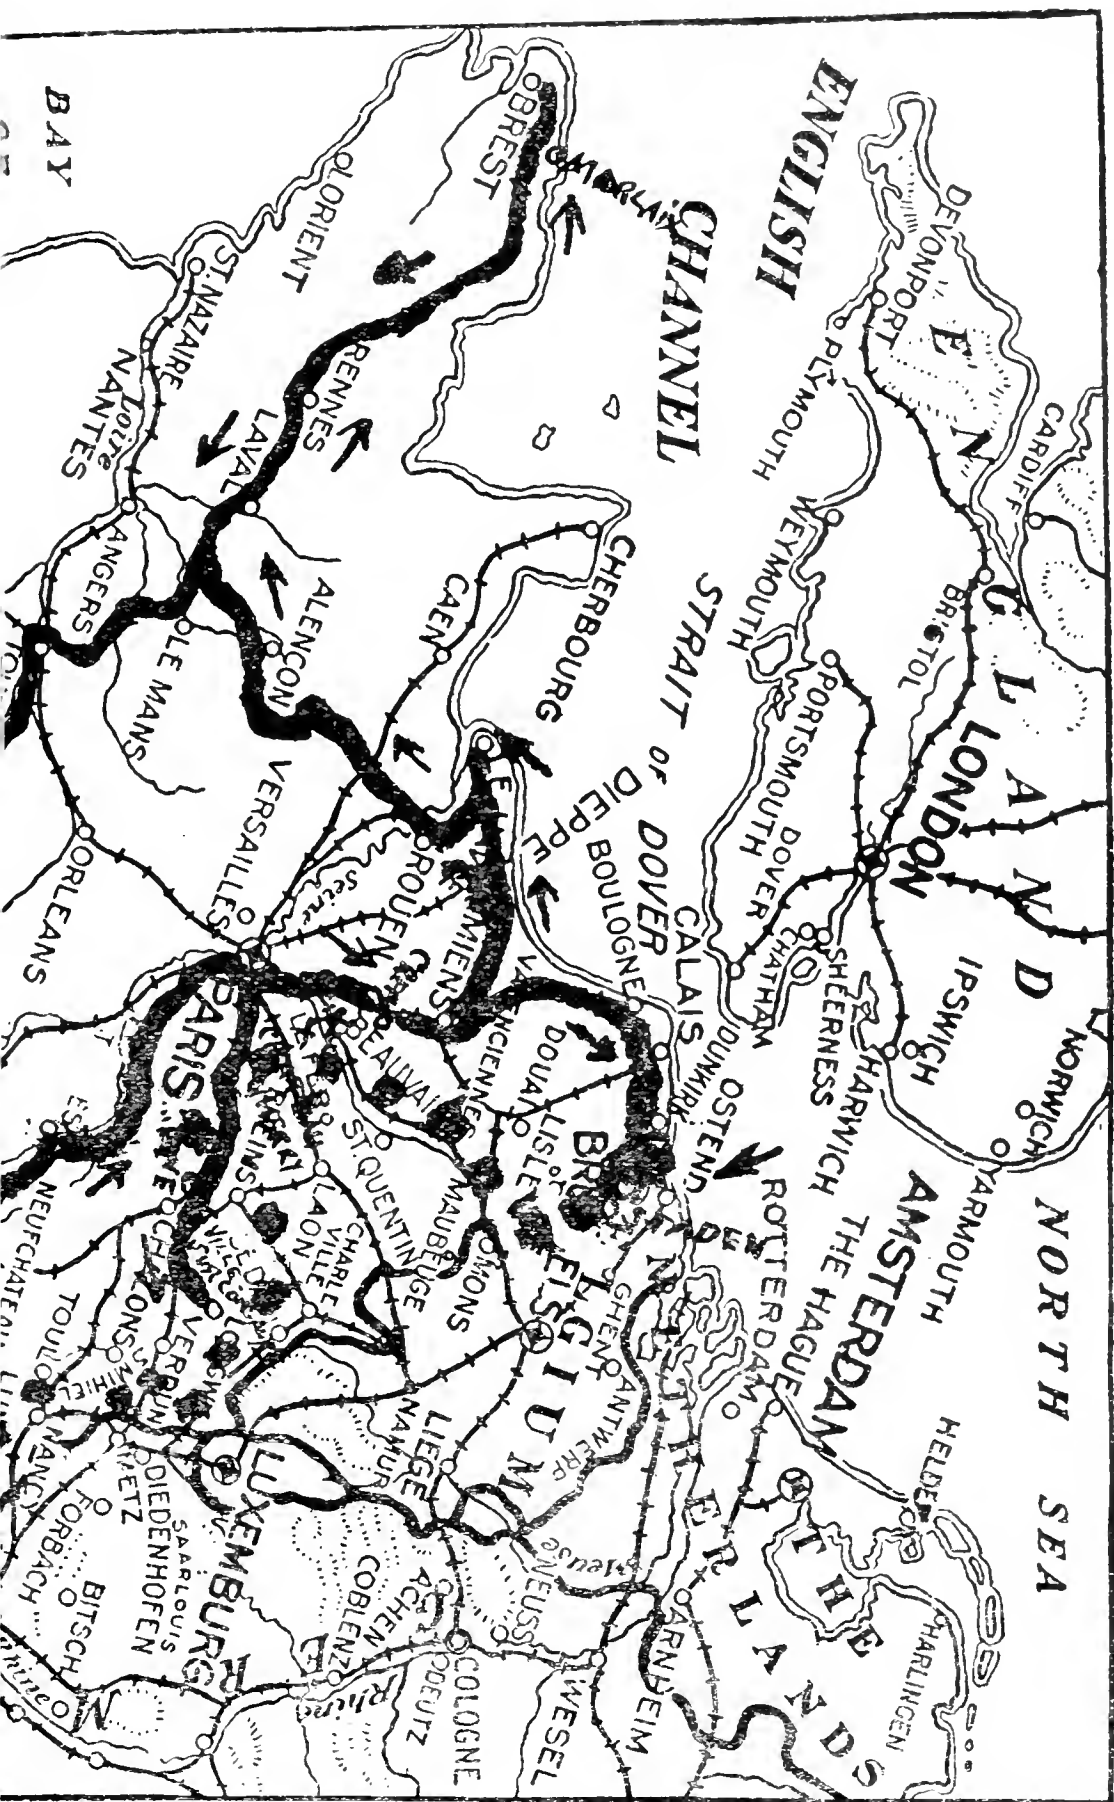 ENGLISH
CHANNEL
STRAIT OF DOVER
NORTH SEA
BAY
ENGLAND
DEVONPORT
PLYMOUTH
CARDIFF
BRISTOL
WEYMOUTH
PORTSMOUTH
LONDON
DOVER
CHATHAM
SHEERNESS
HARWICH
IPSWICH
NORWICH
YARMOUTH
BREST
MORLAIX
LORIENT
ST. NAZAIRE
NANTES
Loire
RENNES
LAVAL
ANGERS
LE MANS
ALENCON
CAEN
CHERBOURG
DIEPPE
ROUEN
Seine
VERSAILLES
ORLEANS
PARIS
AMIENS
BEAUVAI
BOULOGNE
CALAIS
DUNKIRK
OSTEND
DOUAI
LISLE
VALENCIENNES
ST. QUENTIN
LAON
MAUBEUGE
MONS
CHARLEVILLE
VERDUN
MIHIEL
TOUL
NANCY
NEUFCHATEAU
METZ
DIEDENHOFEN
SAARLOUIS
FORBACH
BITSCH
LUXEMBURG
BELGIUM
GHENT
ANTWERP
NAMUR
LIEGE
Meuse
NEUSS
ACHEN
COBLENZ
Rhine
COLOGNE
DEUTZ
WESEL
ARNHEIM
THE NETHERLANDS
ROTTERDAM
THE HAGUE
AMSTERDAM
HELDER
HARLINGEN
Rhine